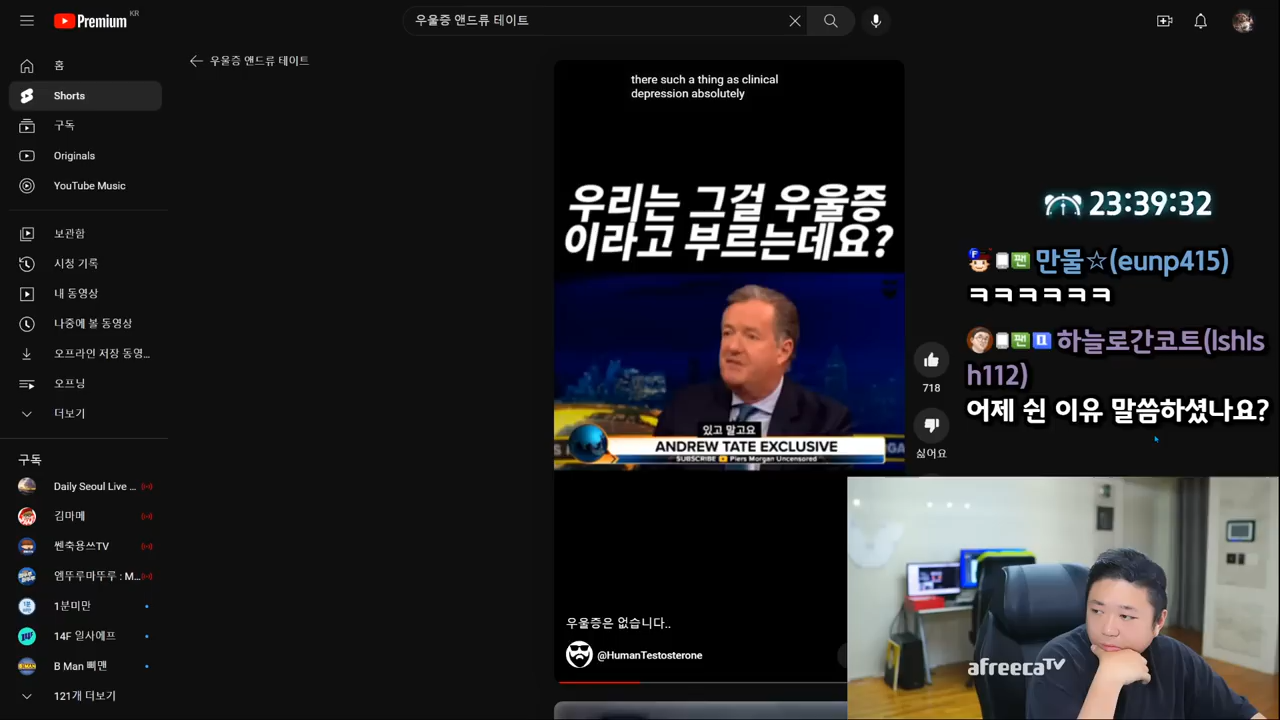 Premium KR
우울증 앤드류 테이트
홈
Shorts
구독
Originals
YouTube Music
보관함
시청 기록
내 동영상
나중에 볼 동영상
오프라인 저장 동영...
오프닝
더보기
구독
Daily Seoul Live ...
김마메
쎈축용쓰TV
엠뚜루마뚜루 : M...
1분미만
14F 일사에프
B Man 삐맨
121개 더보기
우울증 앤드류 테이트
there such a thing as clinical
depression absolutely
우리는 그걸 우울증
이라고 부르는데요?
있고 말고요
ANDREW TATE EXCLUSIVE
SUBSCRIBE Piers Morgan Uncensored
우울증은 없습니다..
@HumanTestosterone
718
싫어요
23:39:32
F 팬 만물☆(eunp415)
ㅋㅋㅋㅋㅋㅋ
팬 하늘로간코트(lshls
h112)
어제 쉰 이유 말씀하셨나요?
afreecaTV